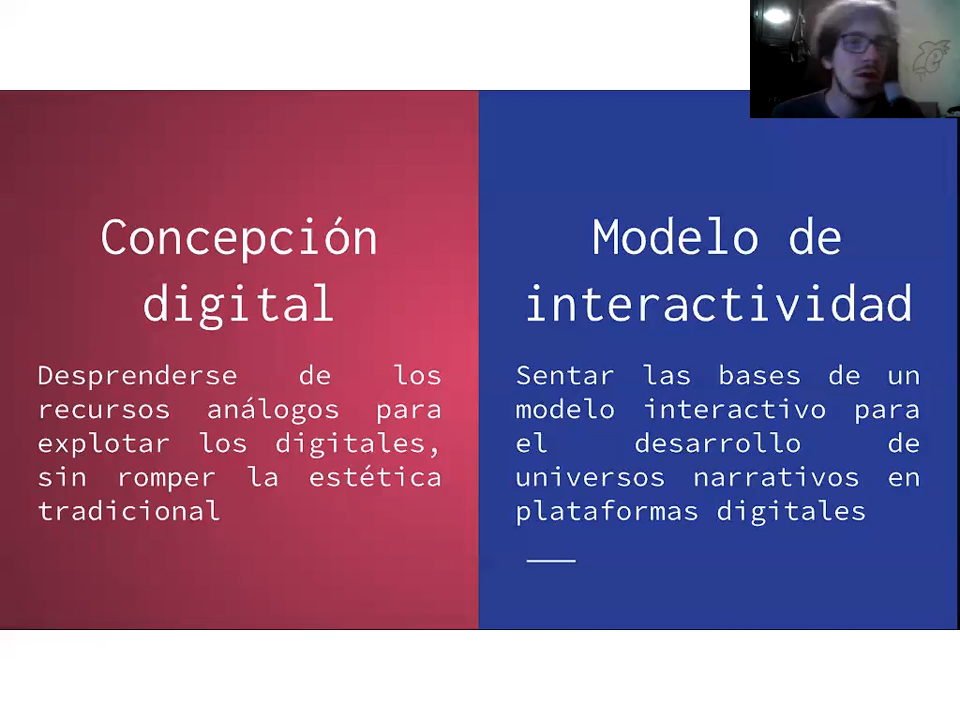 Concepción
digital
Desprenderse de los
recursos análogos para
explotar los digitales,
sin romper la estética
tradicional
Modelo de
interactividad
Sentar las bases de un
modelo interactivo para
el desarrollo de
universos narrativos en
plataformas digitales